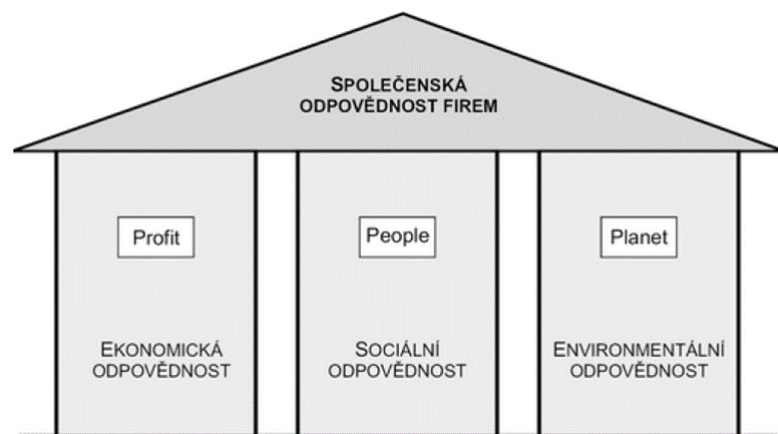 SPOLEČENSKÁ
ODPOVĚDNOST FIREM
Profit
People
Planet
EKONOMICKÁ
ODPOVĚDNOST
SOCIÁLNÍ
ODPOVĚDNOST
ENVIRONMENTÁLNÍ
ODPOVĚDNOST